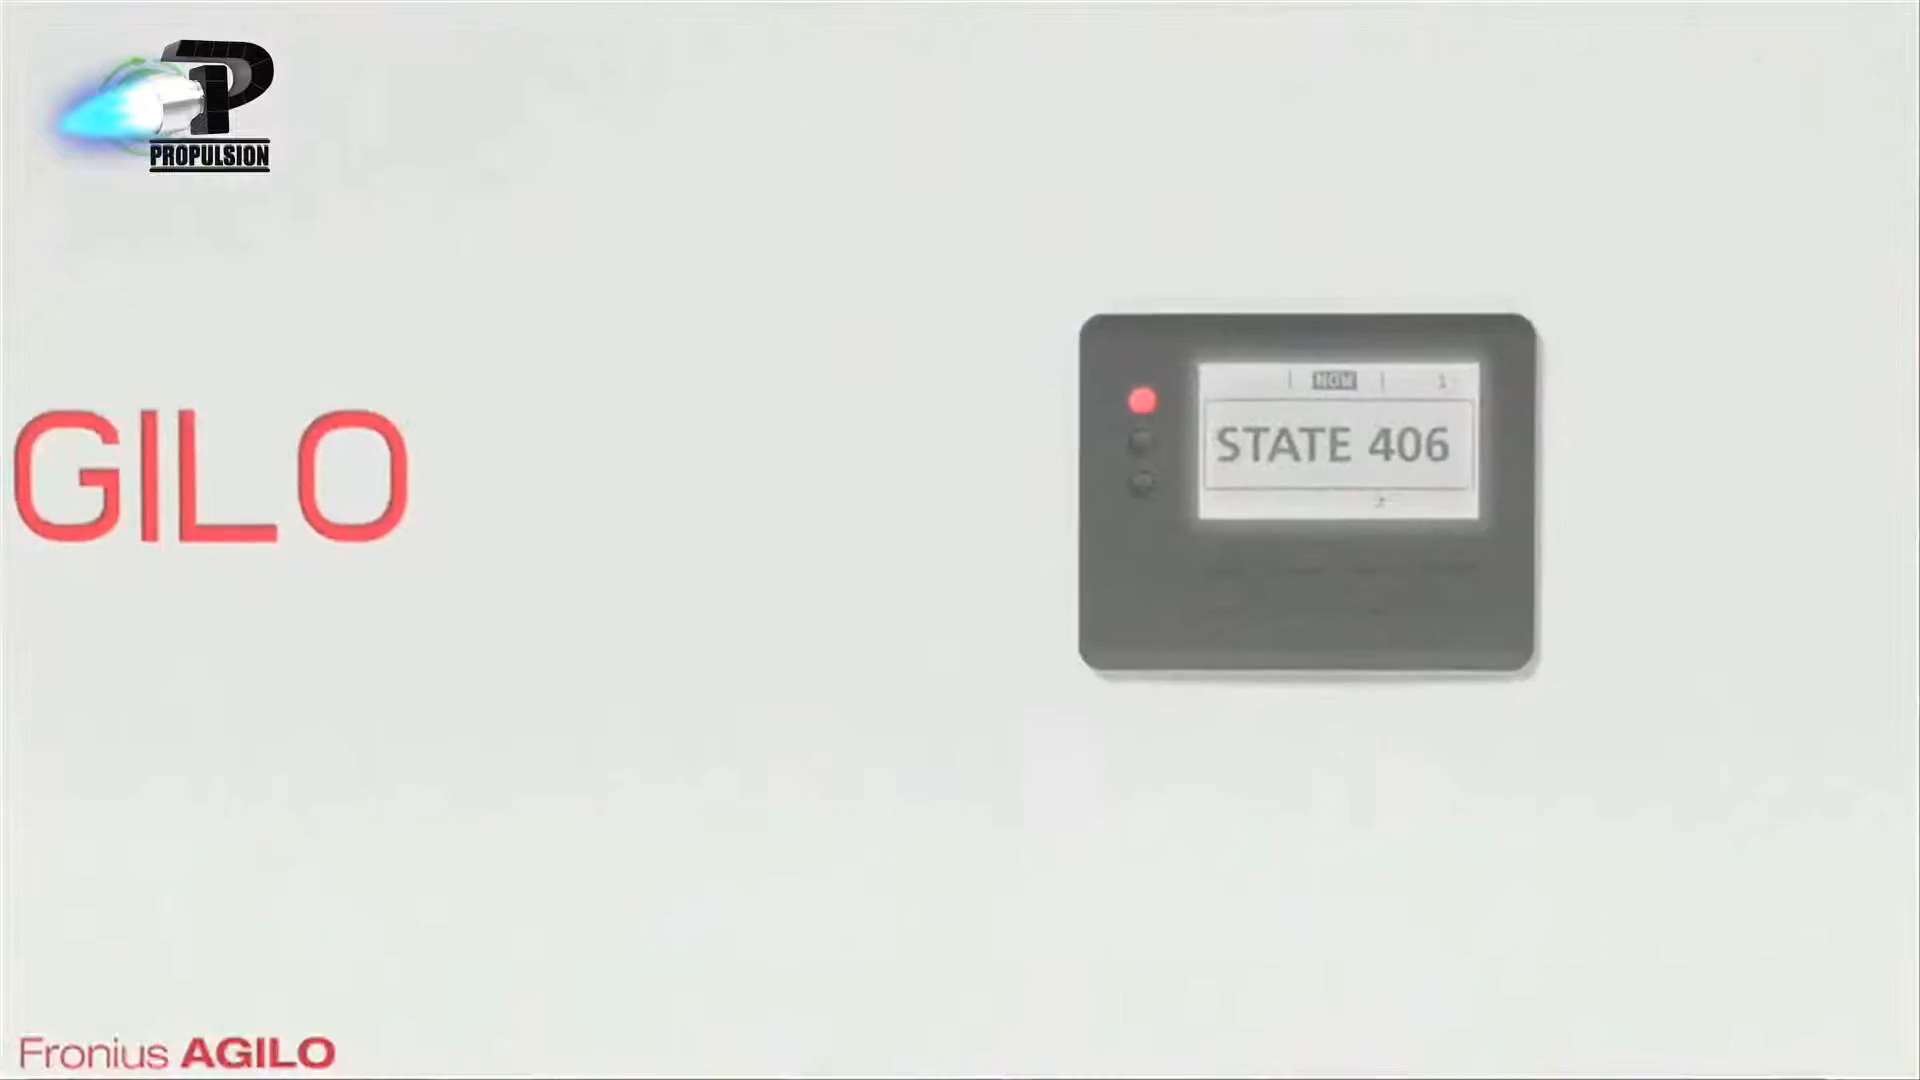 P
PROPULSION
NOW 1
STATE 406
GILO
Fronius AGILO